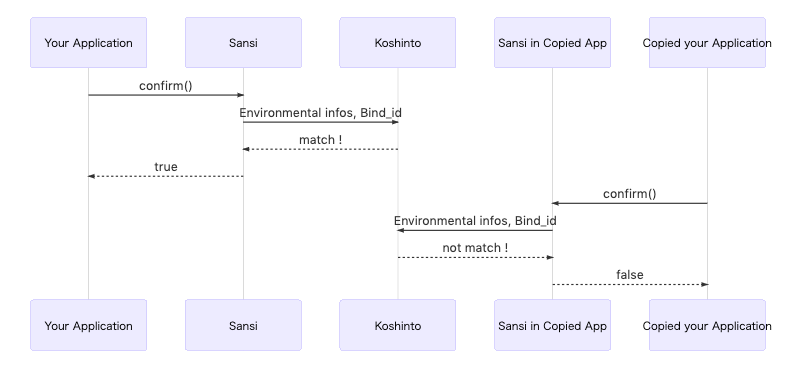 Your Application
Sansi
Koshinto
Sansi in Copied App
Copied your Application
confirm()
Environmental infos, Bind_id
match !
true
confirm()
Environmental infos, Bind_id
not match !
false
Your Application
Sansi
Koshinto
Sansi in Copied App
Copied your Application